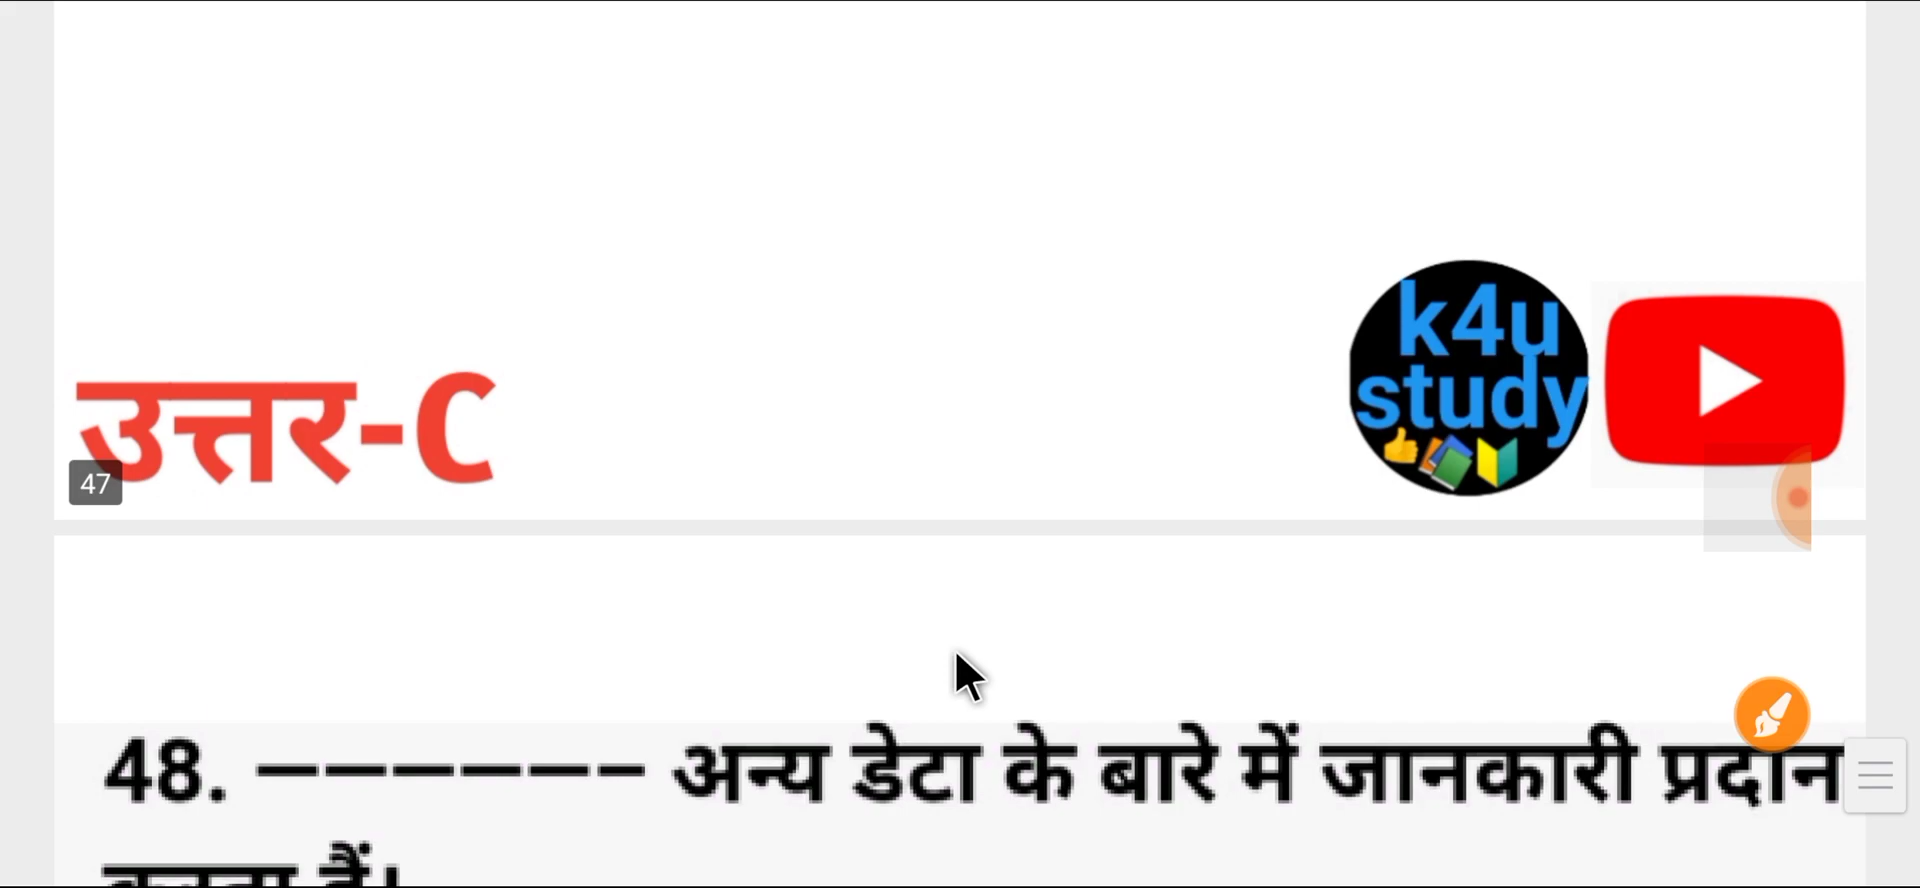 k4u
study
उत्तर-C
47
48. ------ अन्य डेटा के बारे में जानकारी प्रदान